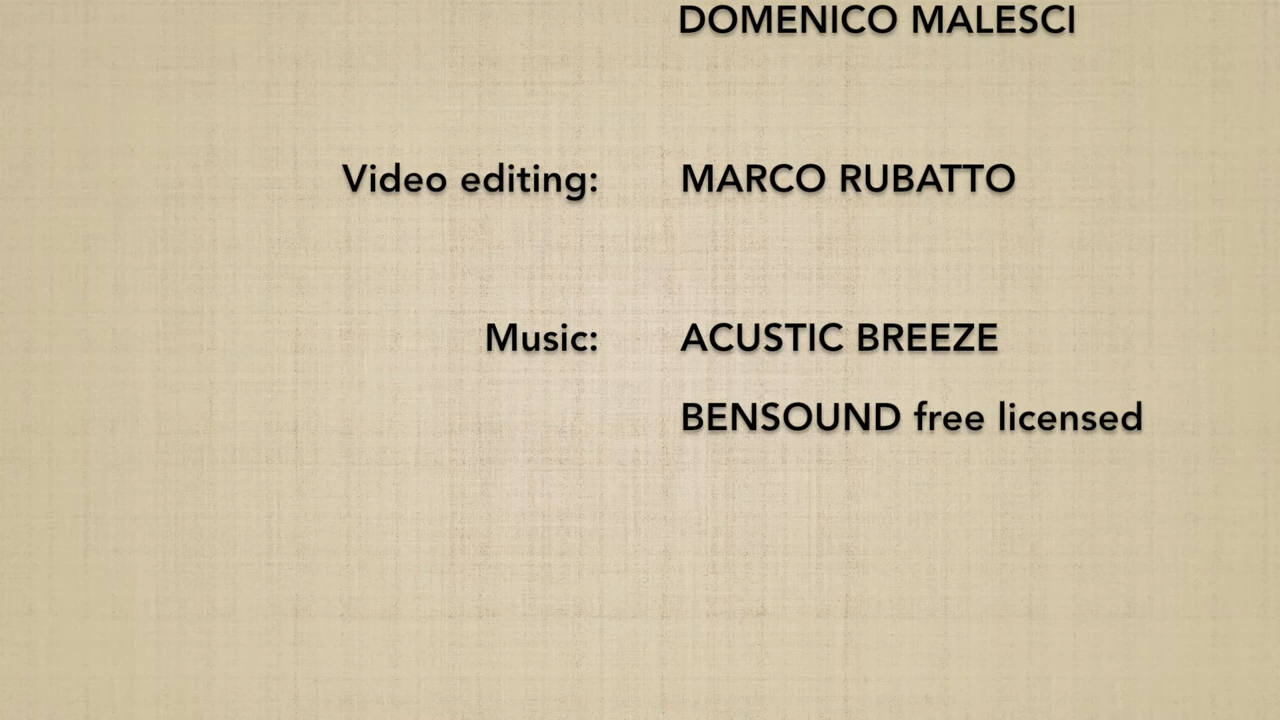 DOMENICO MALESCI
Video editing: MARCO RUBATTO
Music: ACUSTIC BREEZE
BENSOUND free licensed